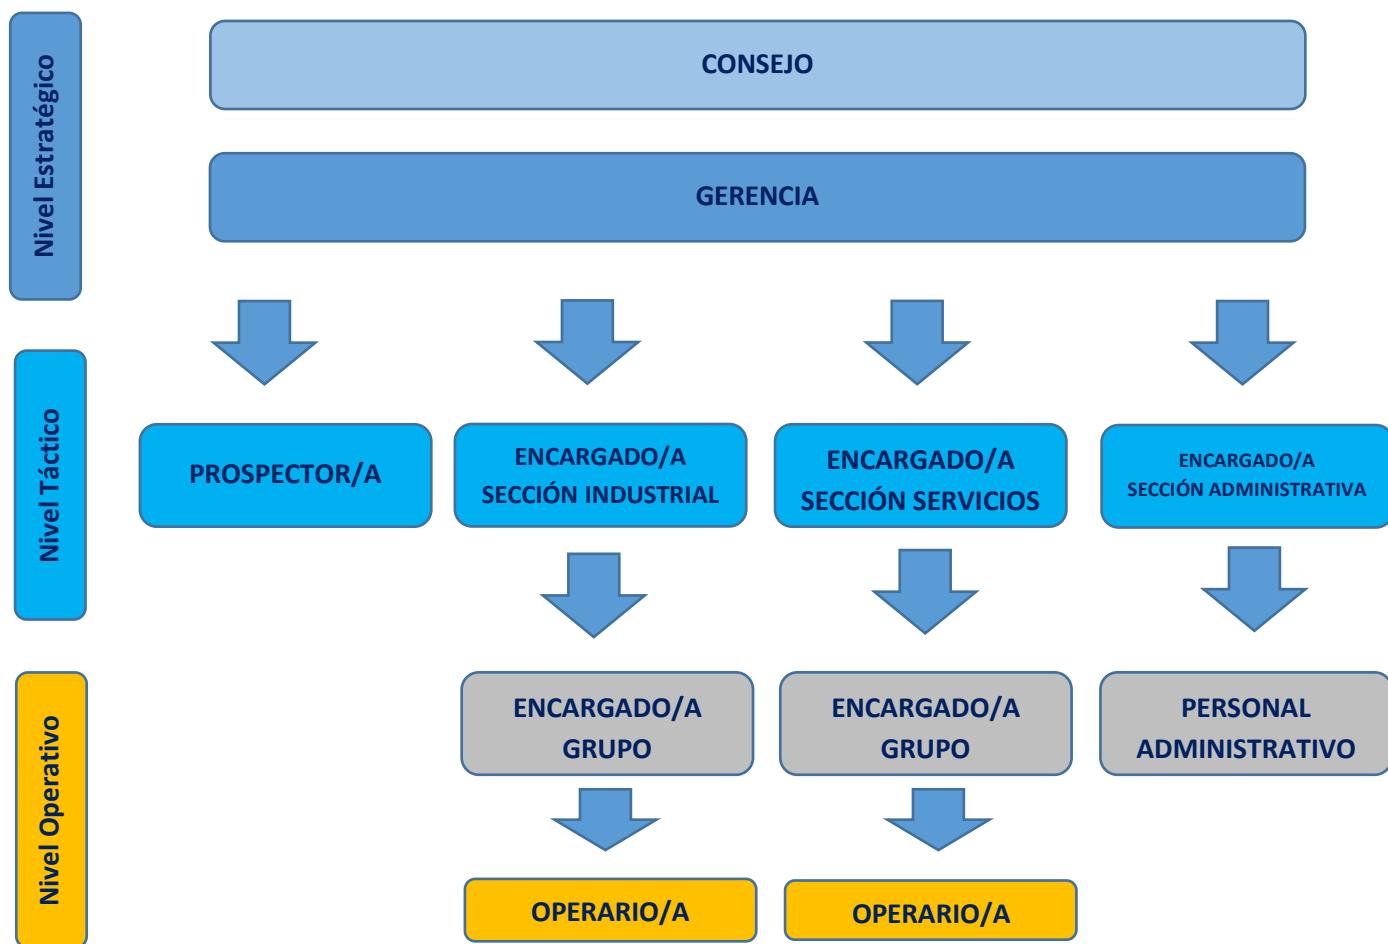 Nivel Estratégico
CONSEJO
GERENCIA
Nivel Táctico
PROSPECTOR/A
ENCARGADO/A
SECCIÓN INDUSTRIAL
ENCARGADO/A
SECCIÓN SERVICIOS
ENCARGADO/A
SECCIÓN ADMINISTRATIVA
Nivel Operativo
ENCARGADO/A
GRUPO
ENCARGADO/A
GRUPO
PERSONAL
ADMINISTRATIVO
OPERARIO/A
OPERARIO/A